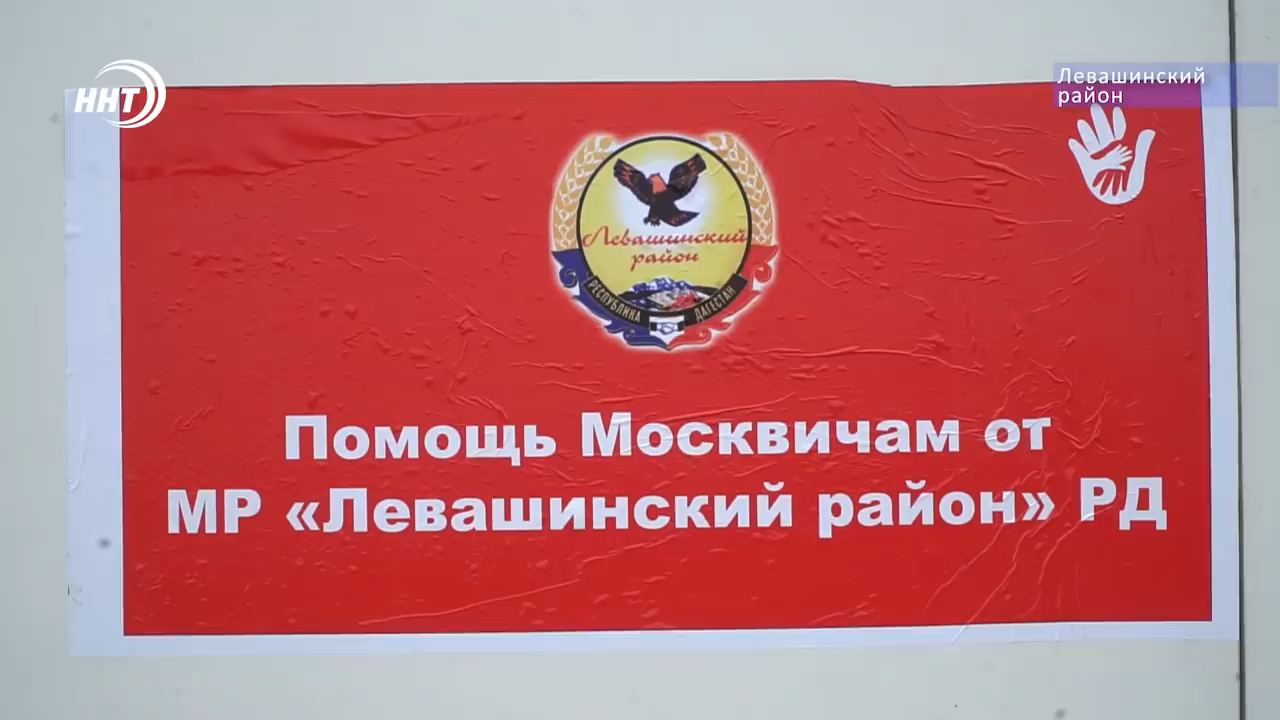 ННТ
Левашинский
район
Левашинский
район
РЕСПУБЛИКА ДАГЕСТАН
Помощь Москвичам от
МР «Левашинский район» РД